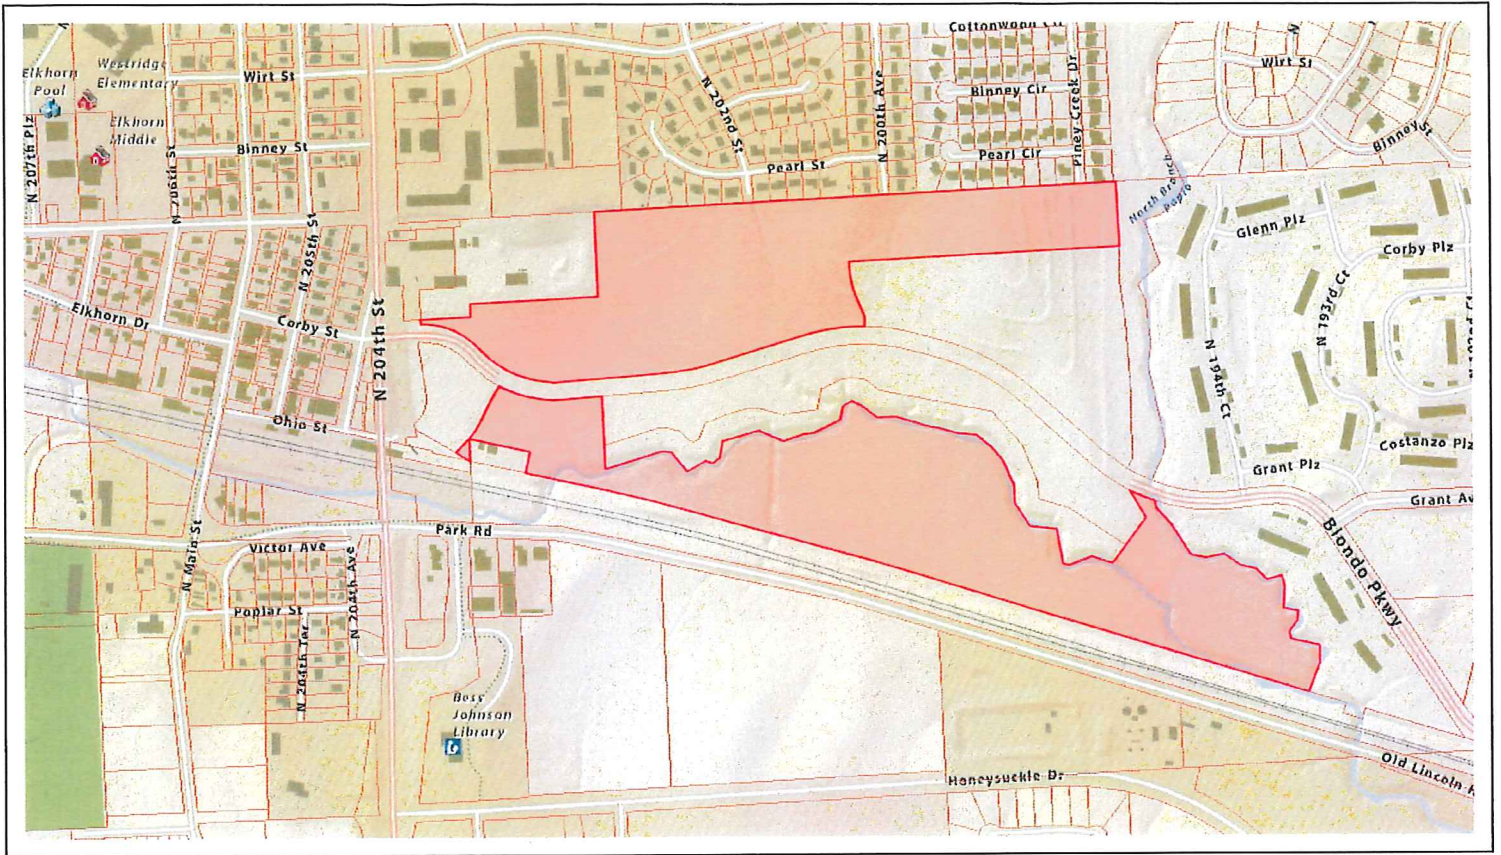 Cottonwood Cir
Westridge
Elementary
Elkhorn
Pool
Wirt St
N 202nd St
N 200th Ave
Binney Cir
Piney Creek Dr
Wirt St
Binney St
Elkhorn
Middle
N 207th Plz
Binney St
N 206th St
Pearl St
Pearl Cir
North Branch
Papio
Glenn Plz
Corby Plz
N 205th St
N 193rd Ct
Elkhorn Dr
Corby St
N 204th St
N 194th Ct
Ohio St
Costanzo Plz
Grant Plz
Grant Av
Park Rd
Blondo Pkwy
N Main St
Victor Ave
N 204th Ave
Poplar St
N 204th Ter
Bess
Johnson
Library
Old Lincoln H
Honeysuckle Dr